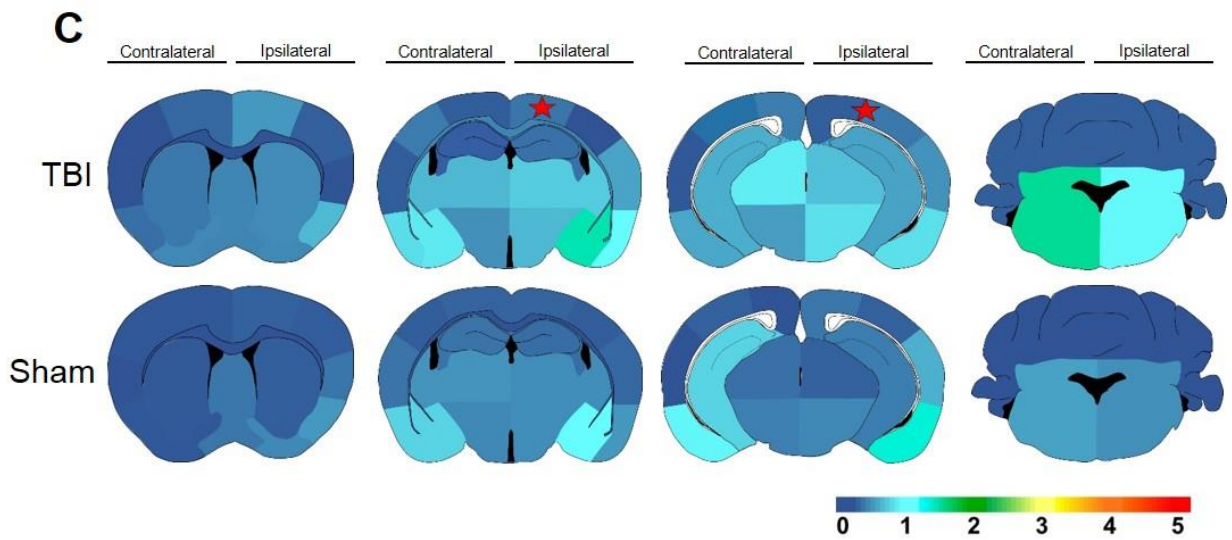 C
Contralateral Ipsilateral Contralateral Ipsilateral Contralateral Ipsilateral Contralateral Ipsilateral
TBI
Sham
0 1 2 3 4 5